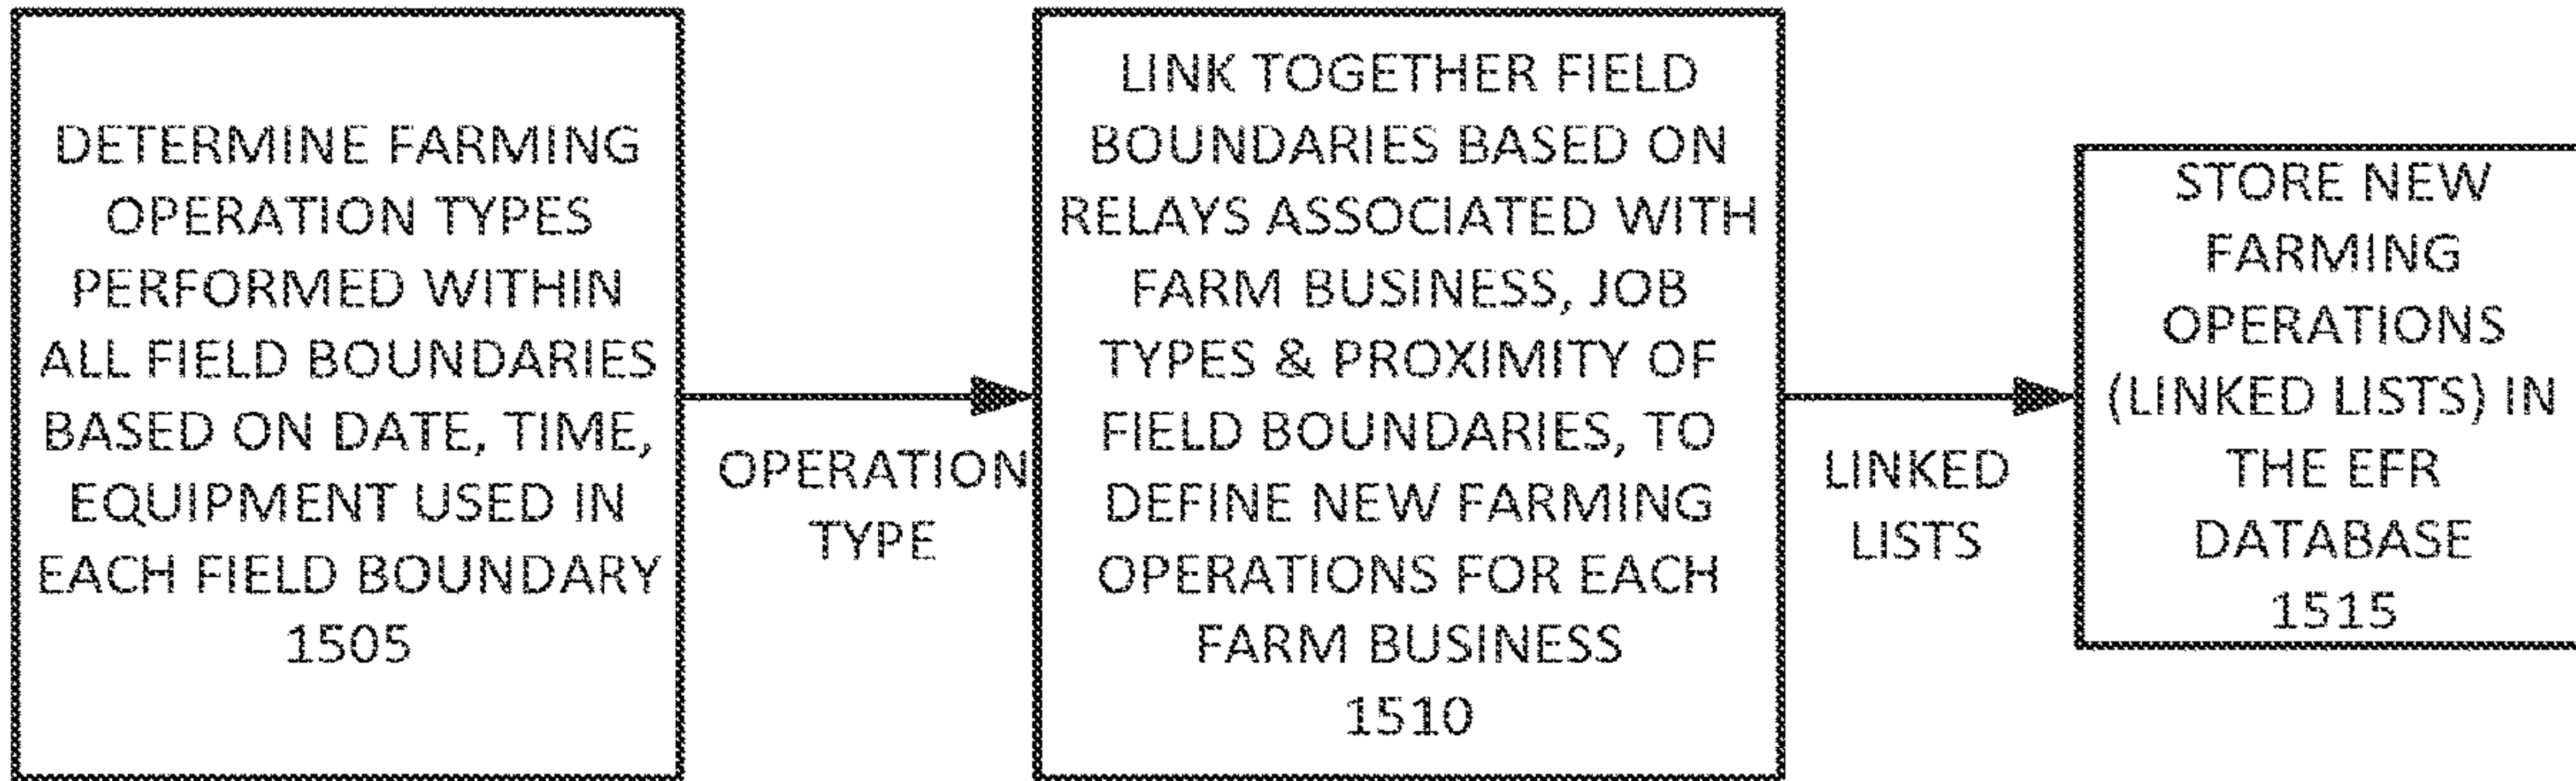 DETERMINE FARMING
OPERATION TYPES
PERFORMED WITHIN
ALL FIELD BOUNDARIES
BASED ON DATE, TIME,
EQUIPMENT USED IN
EACH FIELD BOUNDARY
1505
OPERATION
TYPE
LINK TOGETHER FIELD
BOUNDARIES BASED ON
RELAYS ASSOCIATED WITH
FARM BUSINESS, JOB
TYPES & PROXIMITY OF
FIELD BOUNDARIES, TO
DEFINE NEW FARMING
OPERATIONS FOR EACH
FARM BUSINESS
1510
LINKED
LISTS
STORE NEW
FARMING
OPERATIONS
(LINKED LISTS) IN
THE EFR
DATABASE
1515